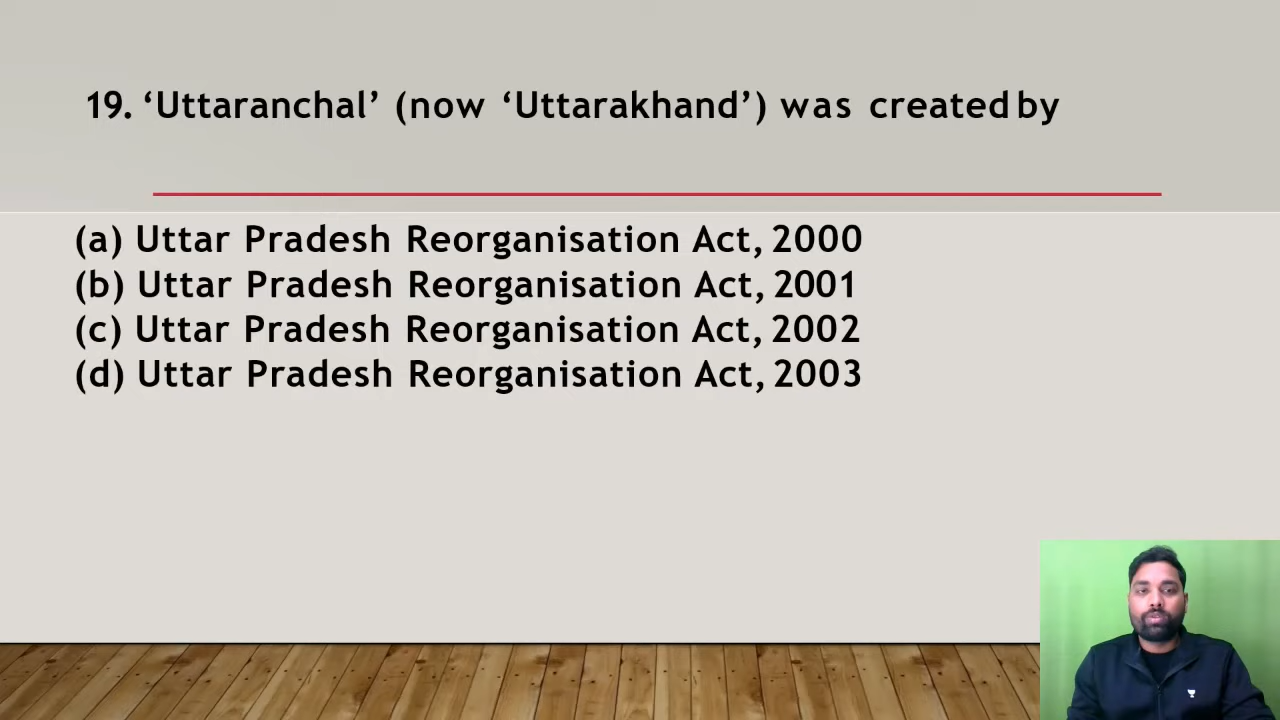 19. ‘Uttaranchal’ (now ‘Uttarakhand’) was created by
(a) Uttar Pradesh Reorganisation Act, 2000
(b) Uttar Pradesh Reorganisation Act, 2001
(c) Uttar Pradesh Reorganisation Act, 2002
(d) Uttar Pradesh Reorganisation Act, 2003